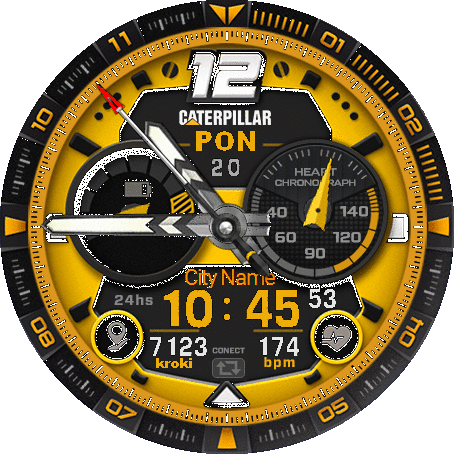 12
11
01
10
02
CATERPILLAR
PON
20
HEART
CHRONOGRAPH
40
140
60
120
90
City Name
24hs
10:45
53
08
04
7123
CONECT
174
kroki
bpm
07
05